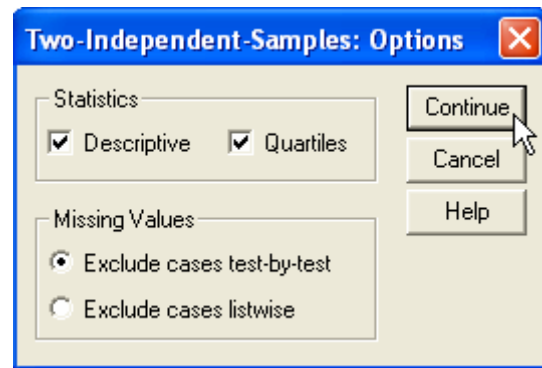 Two-Independent-Samples: Options
Statistics
Descriptive
Quartiles
Missing Values
Exclude cases test-by-test
Exclude cases listwise
Continue
Cancel
Help